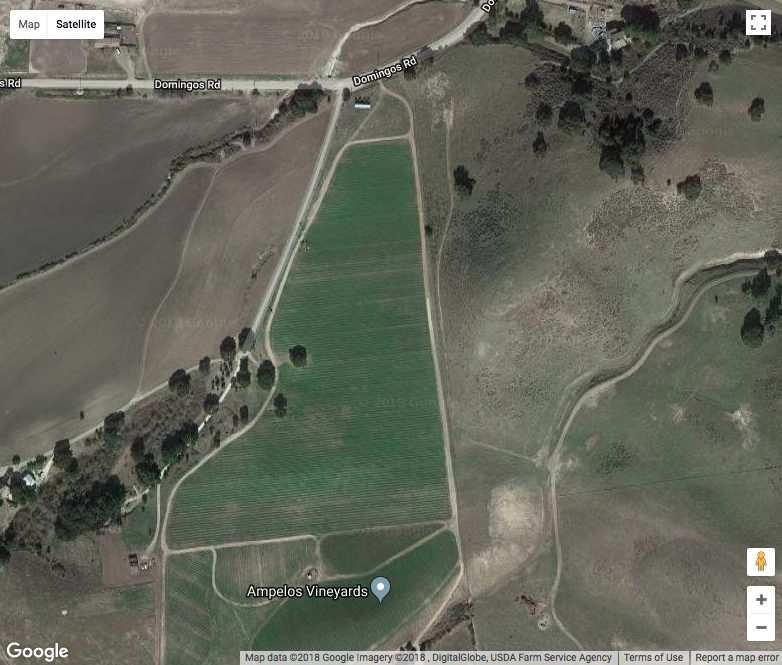 Map Satellite
Do
s Rd
Domingos Rd
Domingos Rd
Ampelos Vineyards
Google
Map data ©2018 Google Imagery ©2018 , DigitalGlobe, USDA Farm Service Agency
Terms of Use
Report a map error